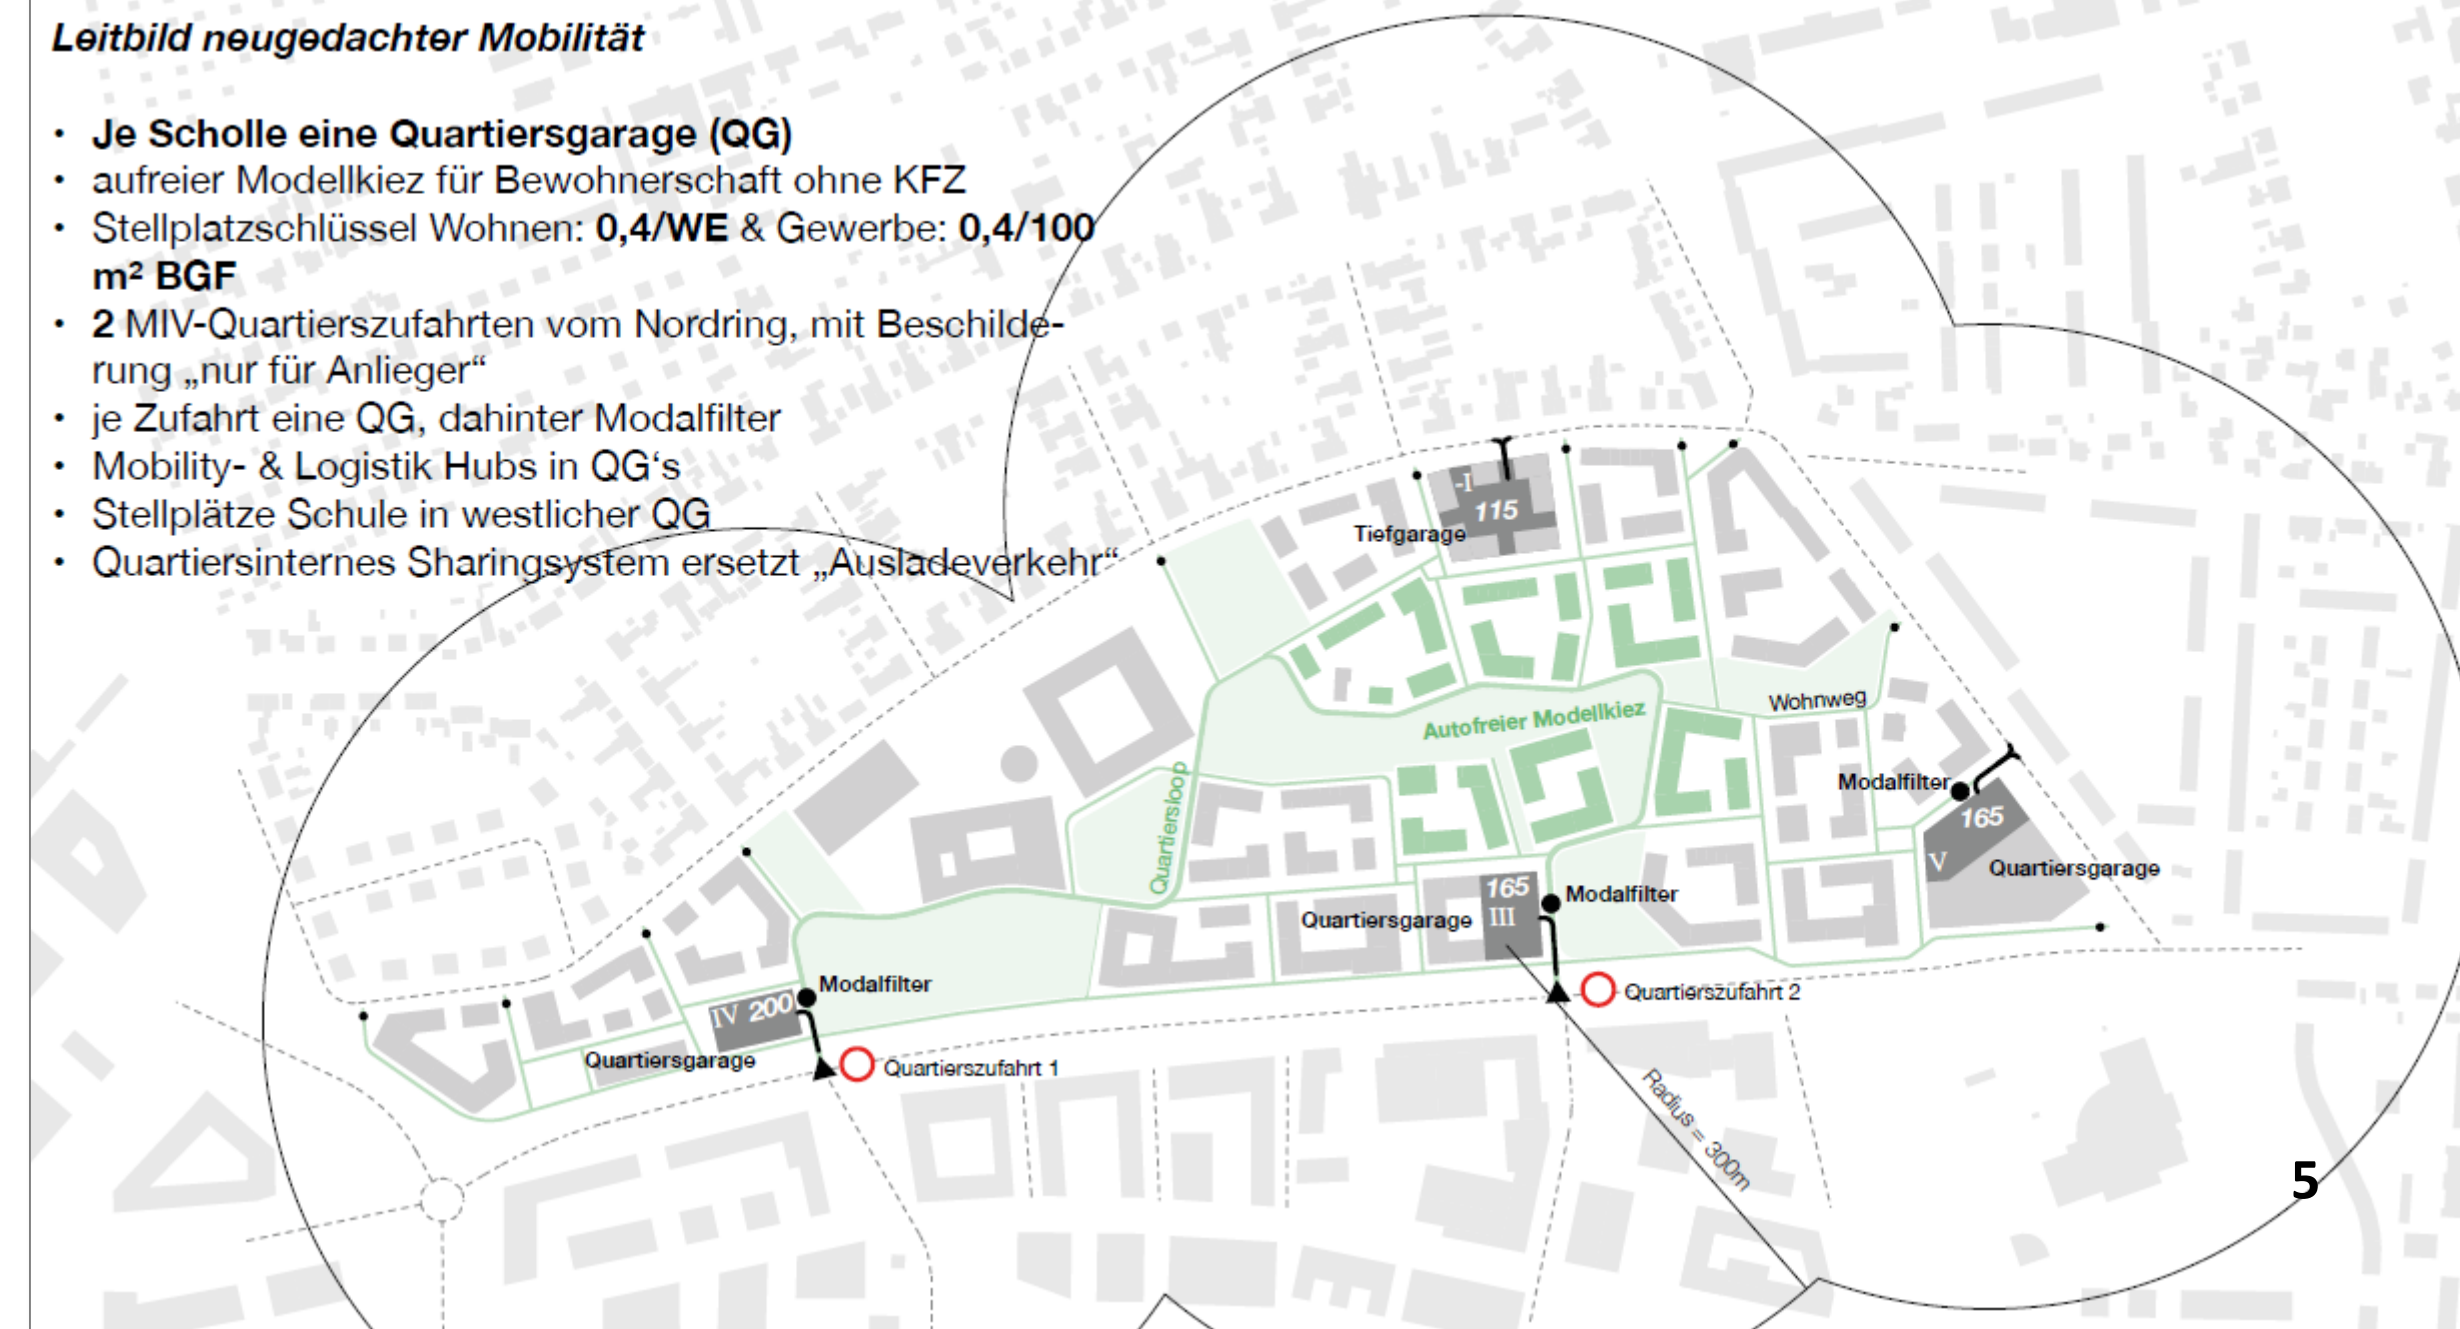 Leitbild neugedachter Mobilität
• Je Scholle eine Quartiersgarage (QG)
• aufreier Modellkiez für Bewohnerschaft ohne KFZ
• Stellplatzschlüssel Wohnen: 0,4/WE & Gewerbe: 0,4/100
m² BGF
• 2 MIV-Quartierszufahrten vom Nordring, mit Beschilde-
rung „nur für Anlieger“
• je Zufahrt eine QG, dahinter Modalfilter
• Mobility- & Logistik Hubs in QG‘s
• Stellplätze Schule in westlicher QG
• Quartiersinternes Sharingsystem ersetzt „Ausladeverkehr“
-I
115
Tiefgarage
Wohnweg
Autofreier Modellkiez
Quartiersloop
Modalfilter
165
V
Quartiersgarage
165
III
Modalfilter
Quartiersgarage
Modalfilter
IV 200
Quartierszufahrt 2
Quartiersgarage
Quartierszufahrt 1
Radius = 300m
5